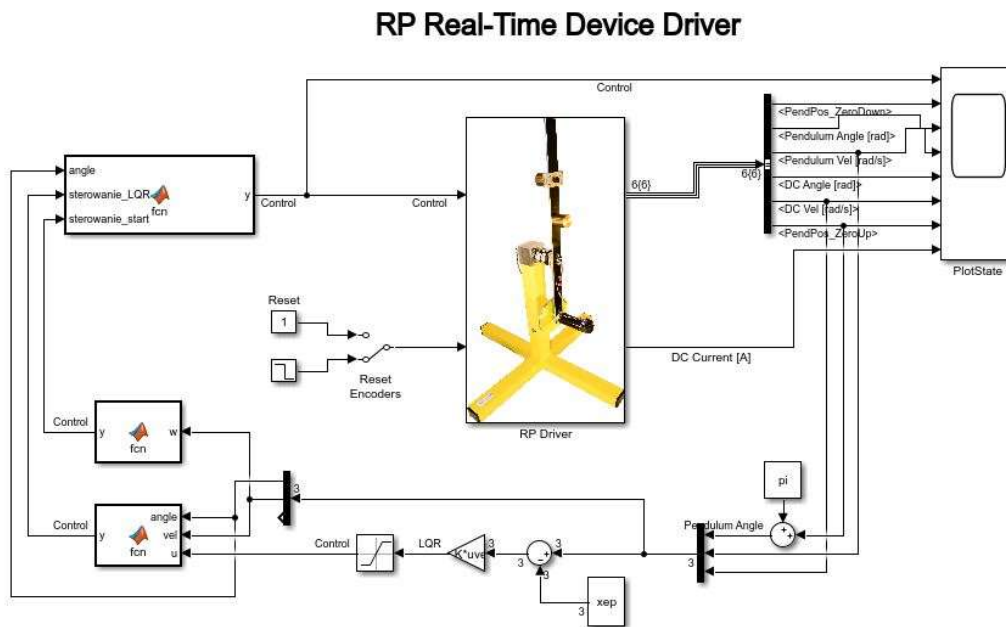 RP Real-Time Device Driver
Control
<PendPos_ZeroDown>
<Pendulum Angle [rad]>
<Pendulum Vel [rad/s]>
6{6}
6{6}
<DC Angle [rad]>
<DC Vel [rad/s]>
<PendPos_ZeroUp>
PlotState
angle
sterowanie_LQR
sterowanie_start
fcn
y
Control
Control
Reset
1
Reset
Encoders
DC Current [A]
RP Driver
Control
y
fcn
w
3
pi
Pendulum Angle
+
+
Control
y
fcn
angle
vel
u
Control
LQR
K*uve
3
3
-
+
3
3
3
3
xep